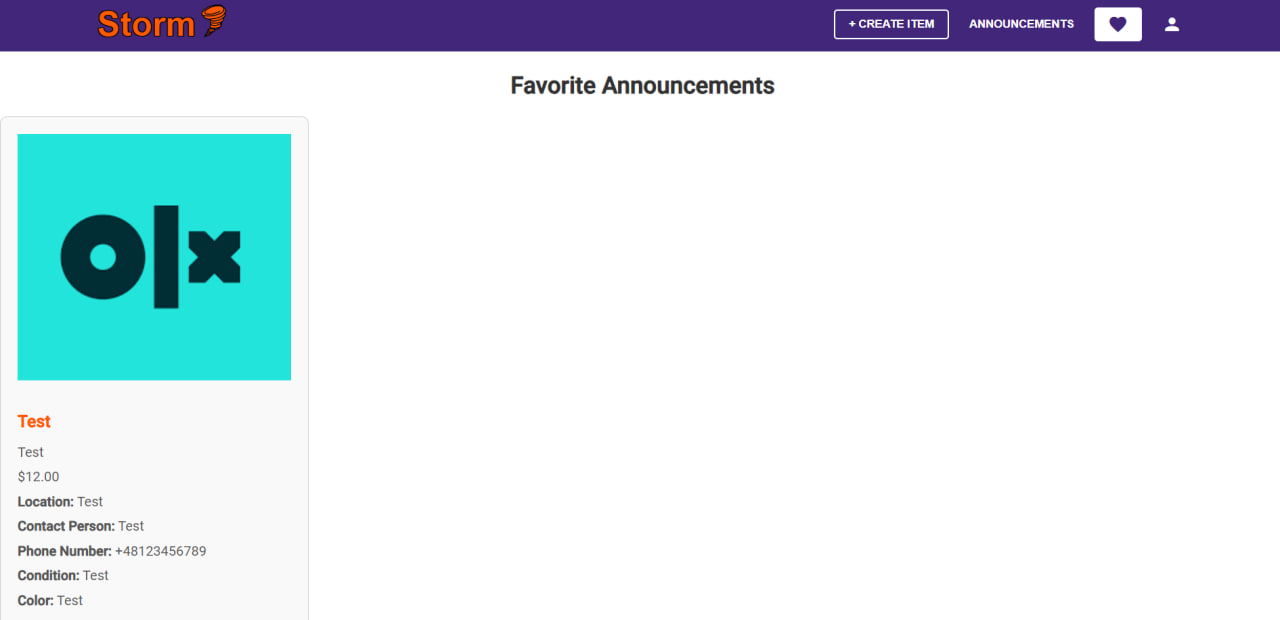 Storm
+ CREATE ITEM
ANNOUNCEMENTS
Favorite Announcements
olx
Test
Test
$12.00
Location: Test
Contact Person: Test
Phone Number: +48123456789
Condition: Test
Color: Test